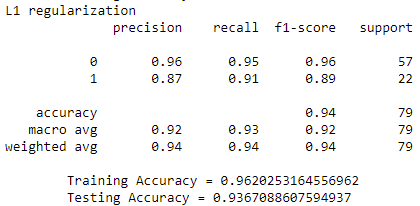 L1 regularization
precision recall f1-score support
0 0.96 0.95 0.96 57
1 0.87 0.91 0.89 22
accuracy 0.94 79
macro avg 0.92 0.93 0.92 79
weighted avg 0.94 0.94 0.94 79
Training Accuracy = 0.9620253164556962
Testing Accuracy = 0.9367088607594937